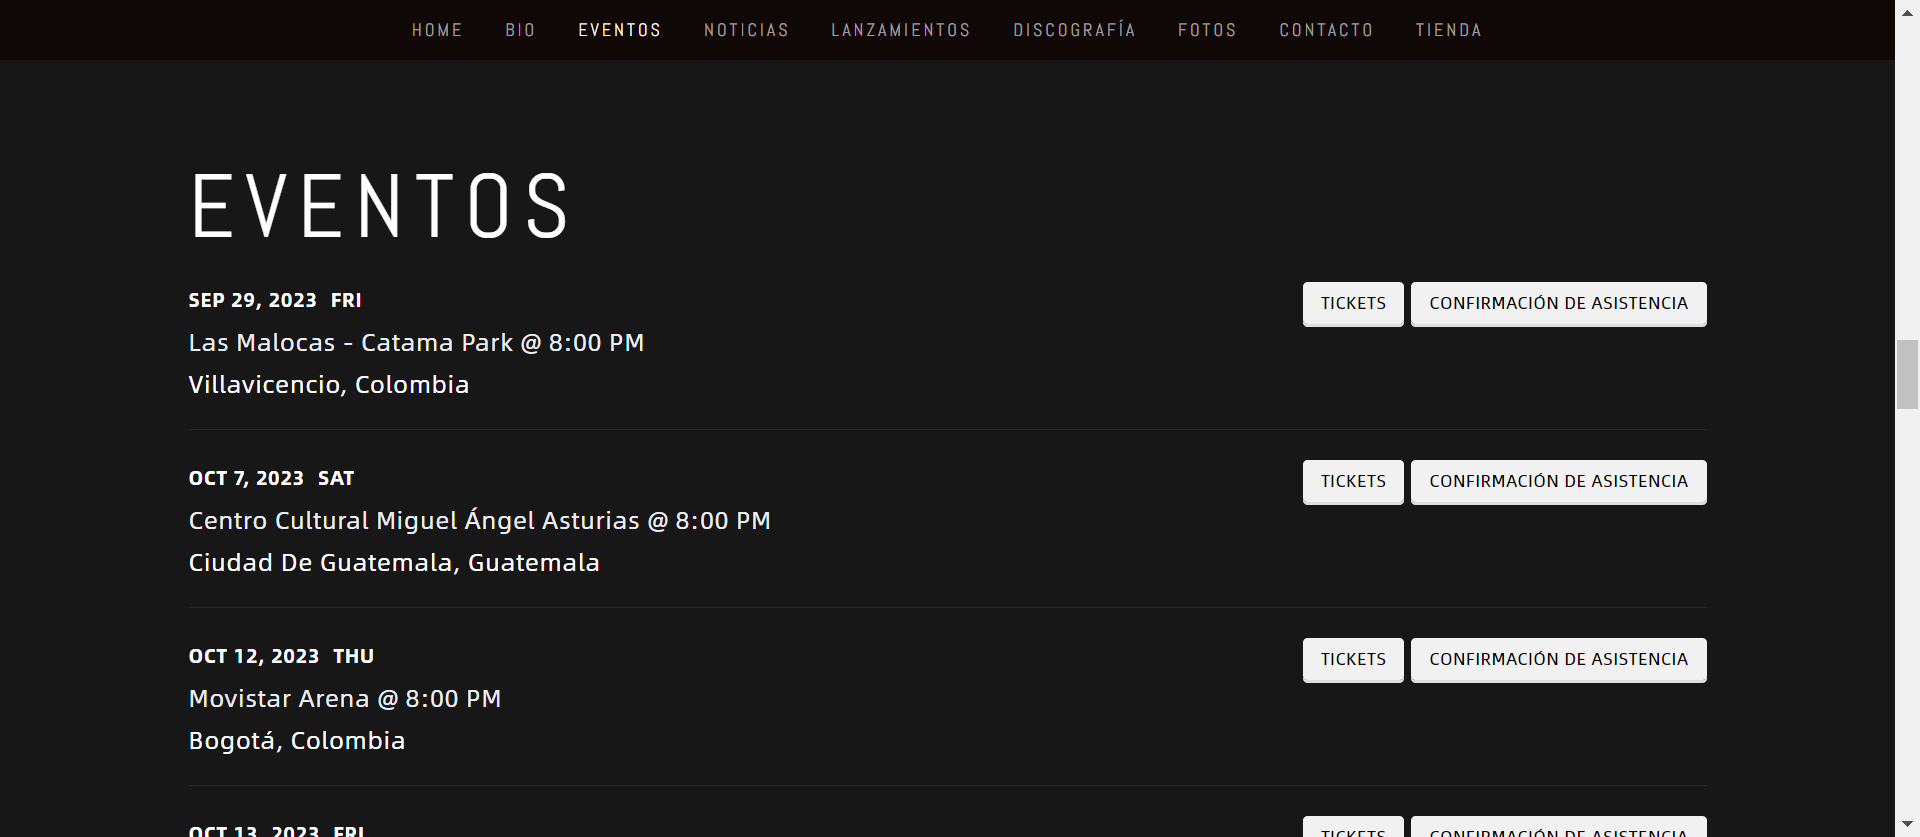 HOME BIO EVENTOS NOTICIAS LANZAMIENTOS DISCOGRAFÍA FOTOS CONTACTO TIENDA
EVENTOS
SEP 29, 2023 FRI
TICKETS CONFIRMACIÓN DE ASISTENCIA
Las Malocas - Catama Park @ 8:00 PM
Villavicencio, Colombia
OCT 7, 2023 SAT
TICKETS CONFIRMACIÓN DE ASISTENCIA
Centro Cultural Miguel Ángel Asturias @ 8:00 PM
Ciudad De Guatemala, Guatemala
OCT 12, 2023 THU
TICKETS CONFIRMACIÓN DE ASISTENCIA
Movistar Arena @ 8:00 PM
Bogotá, Colombia
OCT 13, 2023 FRI
TICKETS CONFIRMACIÓN DE ASISTENCIA